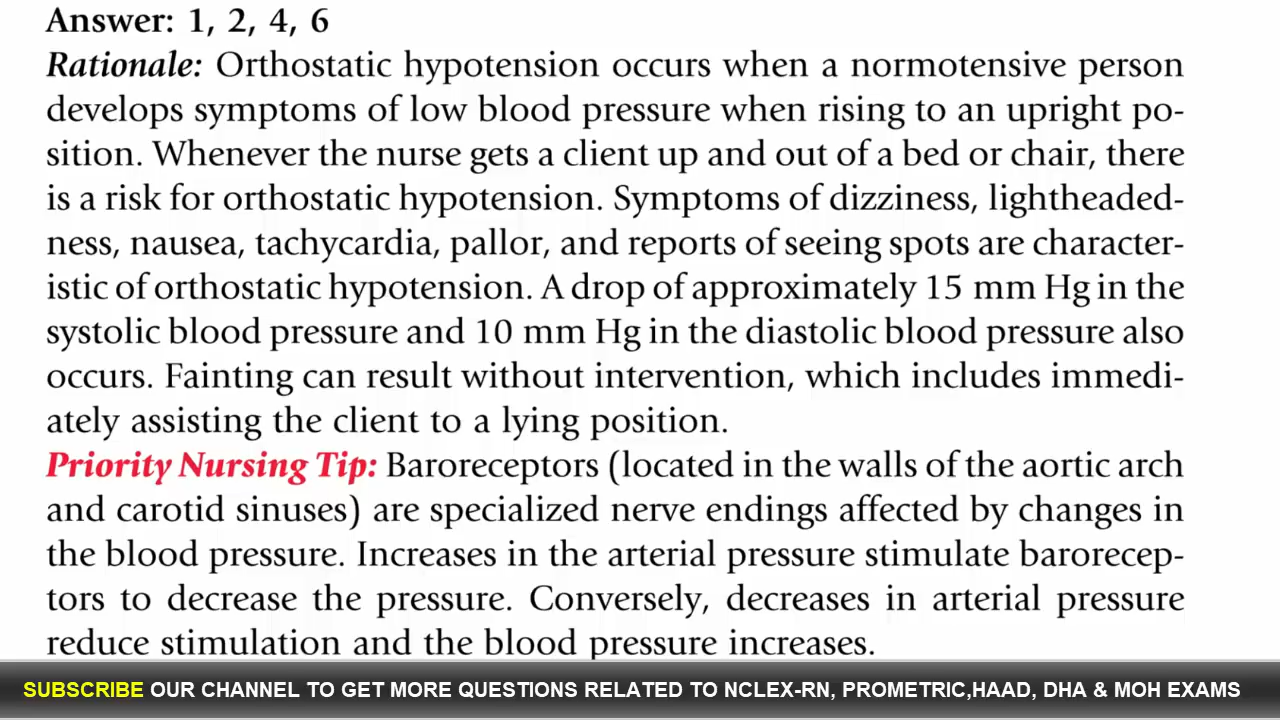 Answer: 1, 2, 4, 6
Rationale: Orthostatic hypotension occurs when a normotensive person
develops symptoms of low blood pressure when rising to an upright po-
sition. Whenever the nurse gets a client up and out of a bed or chair, there
is a risk for orthostatic hypotension. Symptoms of dizziness, lightheaded-
ness, nausea, tachycardia, pallor, and reports of seeing spots are character-
istic of orthostatic hypotension. A drop of approximately 15 mm Hg in the
systolic blood pressure and 10 mm Hg in the diastolic blood pressure also
occurs. Fainting can result without intervention, which includes immedi-
ately assisting the client to a lying position.
Priority Nursing Tip: Baroreceptors (located in the walls of the aortic arch
and carotid sinuses) are specialized nerve endings affected by changes in
the blood pressure. Increases in the arterial pressure stimulate barorecep-
tors to decrease the pressure. Conversely, decreases in arterial pressure
reduce stimulation and the blood pressure increases.
SUBSCRIBE OUR CHANNEL TO GET MORE QUESTIONS RELATED TO NCLEX-RN, PROMETRIC,HAAD, DHA & MOH EXAMS